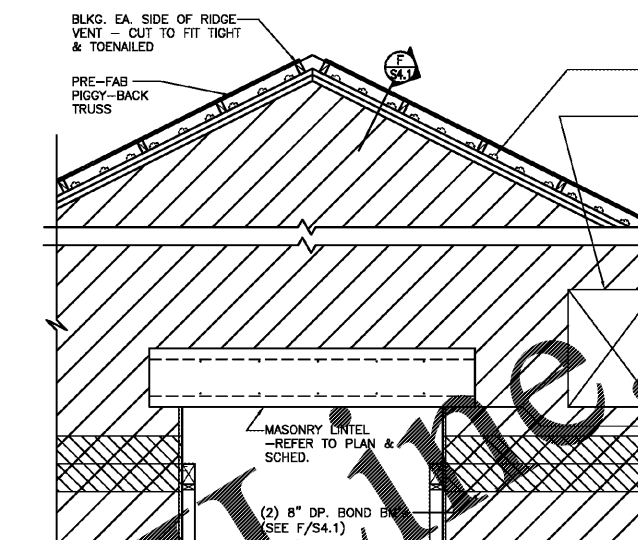 BLKG. EA. SIDE OF RIDGE
VENT – CUT TO FIT TIGHT
& TOENAILED
F
S4.1
PRE–FAB
PIGGY–BACK
TRUSS
MASONRY LINTEL
–REFER TO PLAN &
SCHED.
(2) 8" DP. BOND
(SEE F/S4.1)
line.